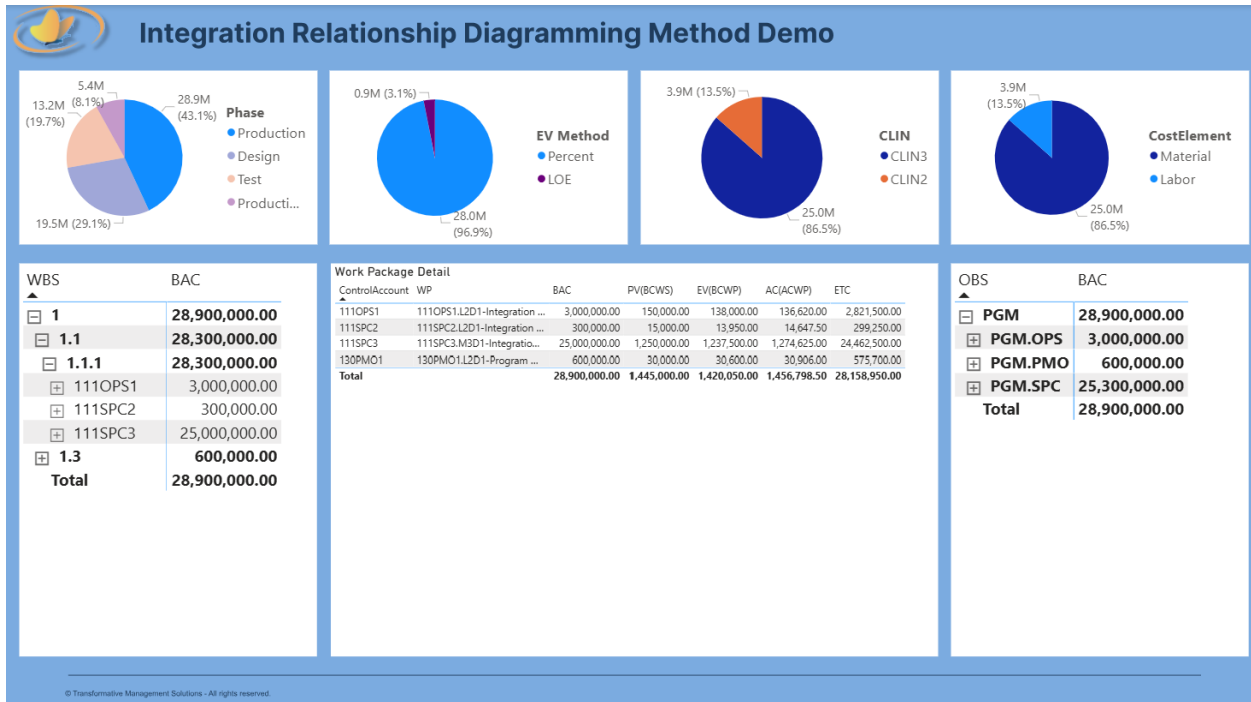 Integration Relationship Diagramming Method Demo
5.4M
(8.1%)
13.2M
(19.7%)
28.9M
(43.1%)
19.5M (29.1%)
Phase
Production
Design
Test
Producti...
0.9M (3.1%)
28.0M
(96.9%)
EV Method
Percent
LOE
3.9M (13.5%)
25.0M
(86.5%)
CLIN
CLIN3
CLIN2
3.9M
(13.5%)
25.0M
(86.5%)
CostElement
Material
Labor
WBS BAC
1 28,900,000.00
1.1 28,300,000.00
1.1.1 28,300,000.00
111OPS1 3,000,000.00
111SPC2 300,000.00
111SPC3 25,000,000.00
1.3 600,000.00
Total 28,900,000.00
Work Package Detail
ControlAccount WP BAC PV(BCWS) EV(BCWP) AC(ACWP) ETC
111OPS1 111OPS1.L2D1-Integration ... 3,000,000.00 150,000.00 138,000.00 136,620.00 2,821,500.00
111SPC2 111SPC2.L2D1-Integration ... 300,000.00 15,000.00 13,950.00 14,647.50 299,250.00
111SPC3 111SPC3.M3D1-Integratio... 25,000,000.00 1,250,000.00 1,237,500.00 1,274,625.00 24,462,500.00
130PMO1 130PMO1.L2D1-Program ... 600,000.00 30,000.00 30,600.00 30,906.00 575,700.00
Total 28,900,000.00 1,445,000.00 1,420,050.00 1,456,798.50 28,158,950.00
OBS BAC
PGM 28,900,000.00
PGM.OPS 3,000,000.00
PGM.PMO 600,000.00
PGM.SPC 25,300,000.00
Total 28,900,000.00
© Transformative Management Solutions - All rights reserved.